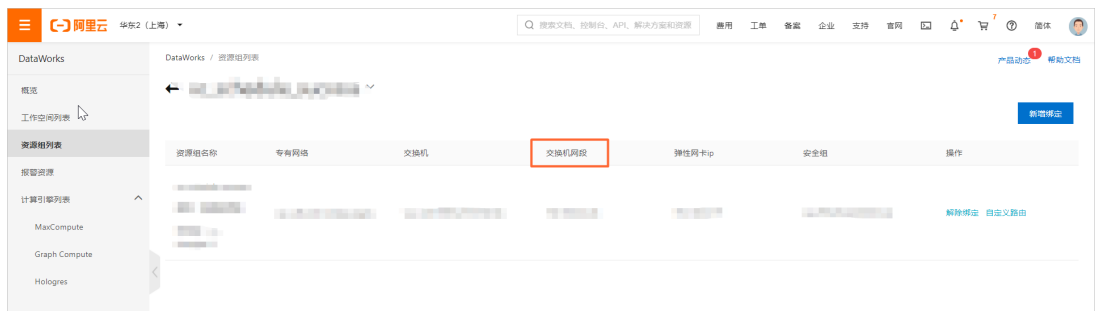 阿里云 华东2（上海） 搜索文档、控制台、API、解决方案和资源 费用 工单 备案 企业 支持 官网 7 简体
DataWorks
DataWorks / 资源组列表
产品动态 1 帮助文档
概览
工作空间列表
新增绑定
资源组列表
资源组名称 专有网络 交换机 交换机网段 弹性网卡ip 安全组 操作
报警资源
计算引擎列表
解除绑定 自定义路由
MaxCompute
Graph Compute
Hologres